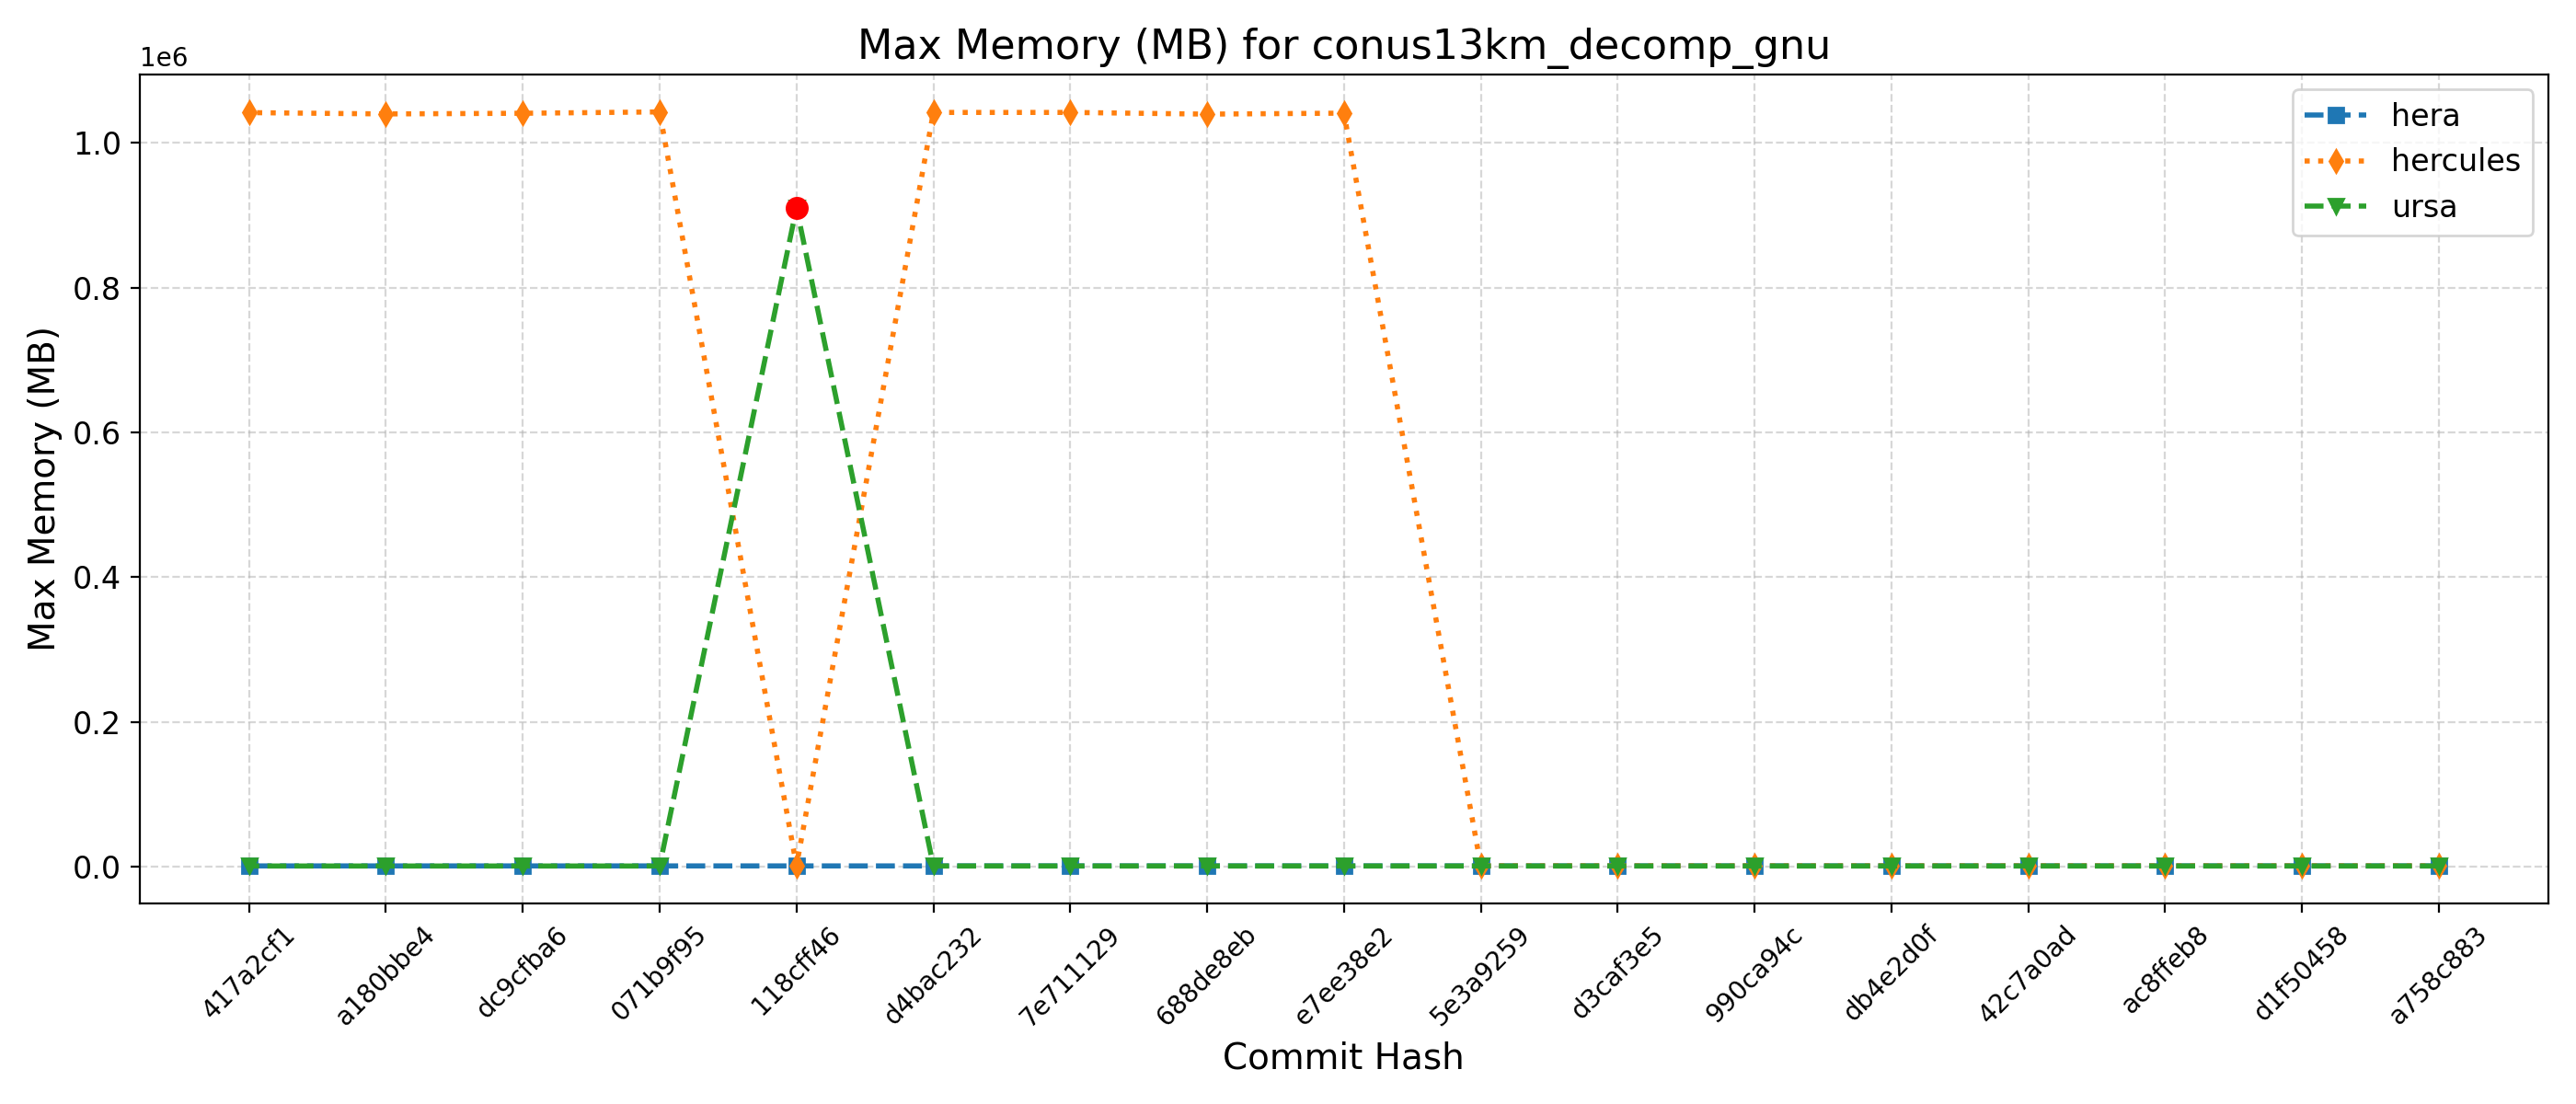 Max Memory (MB) for conus13km_decomp_gnu
1e6
1.0
0.8
0.6
0.4
0.2
0.0
Max Memory (MB)
hera
hercules
ursa
417a2cf1
a180bbe4
dc9cfba6
071b9f95
118cff46
d4bac232
7e711129
688de8eb
e7ee38e2
5e3a9259
d3caf3e5
990ca94c
db4e2d0f
42c7a0ad
ac8ffeb8
d1f50458
a758c883
Commit Hash